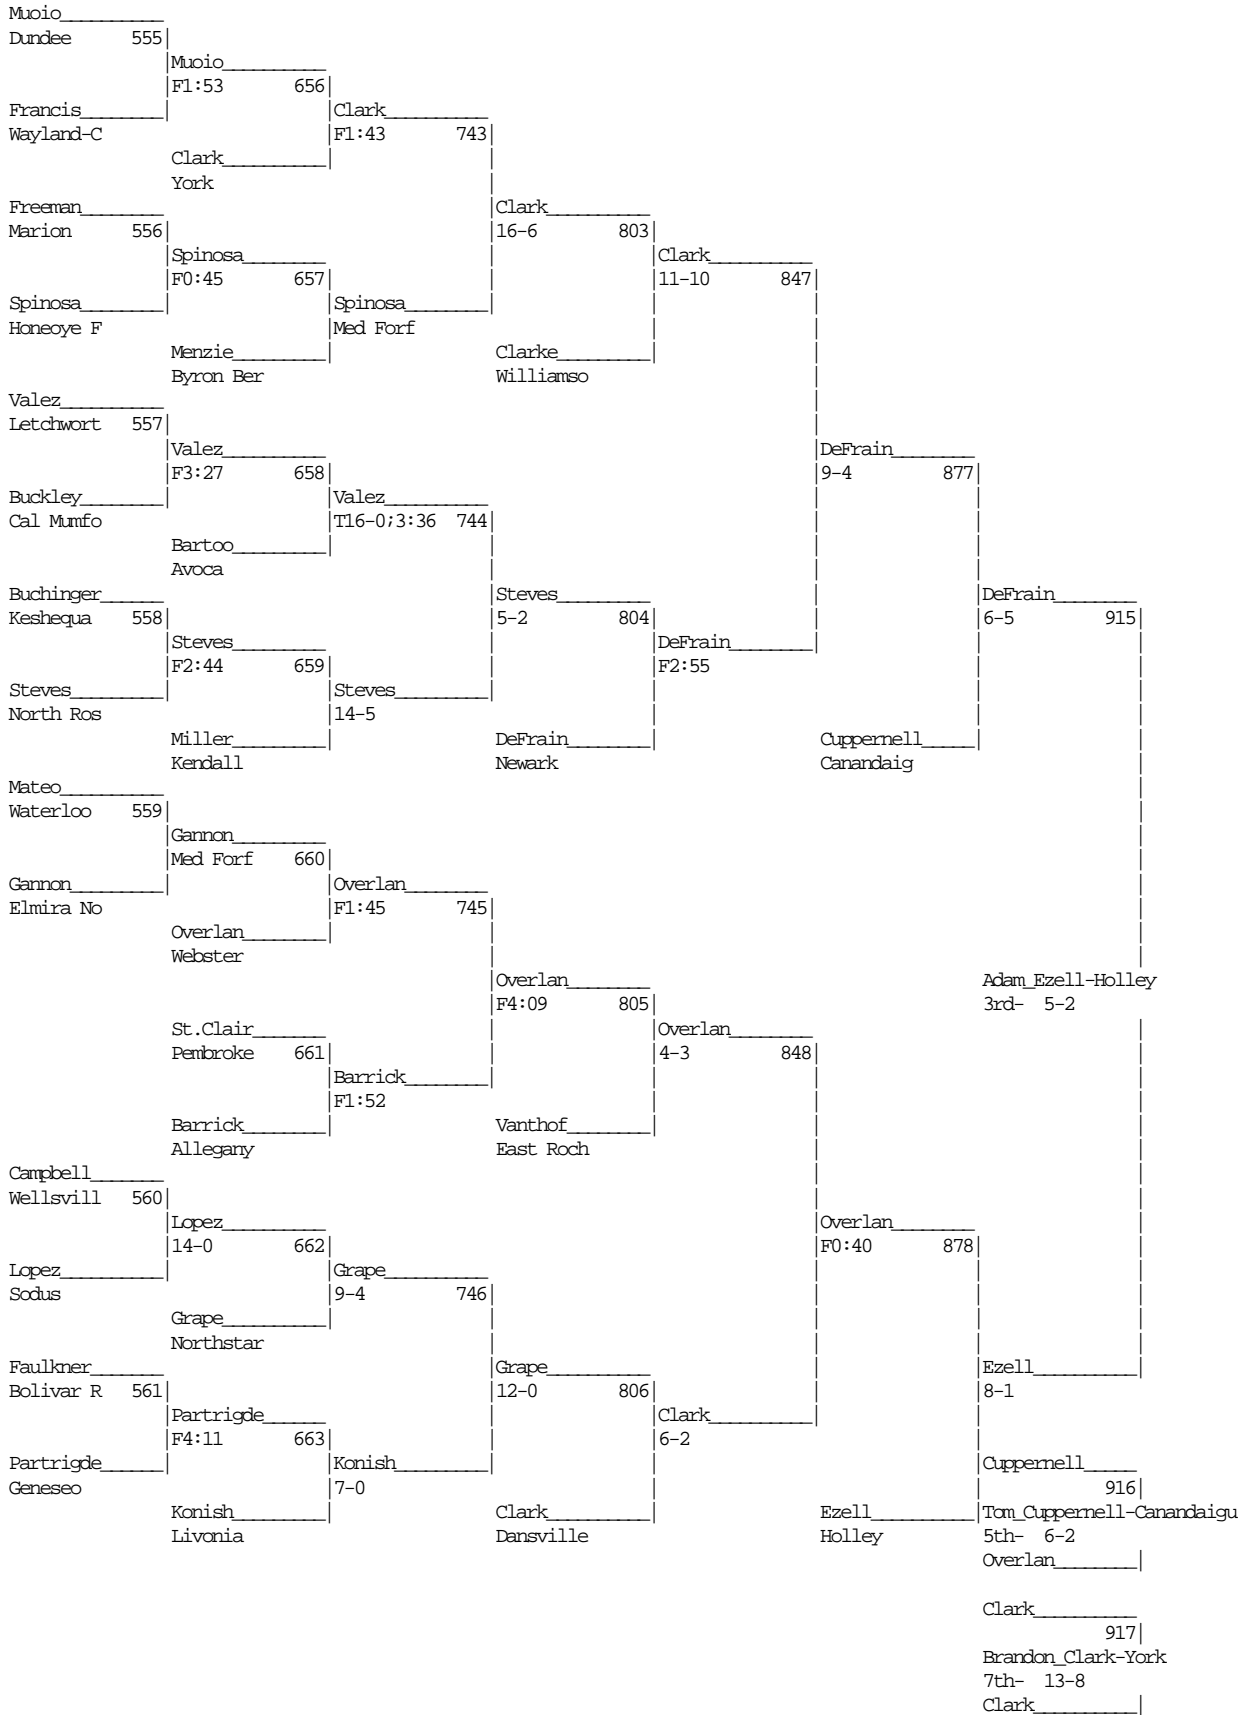 Muoio
Dundee 555
Muoio
F1:53 656
Francis Clark
Wayland-C F1:43 743
Clark
York
Freeman Clark
Marion 556 16-6 803
Spinosa Clark
F0:45 657 11-10 847
Spinosa Spinosa
Honeoye F Med Forf
Menzie Clarke
Byron Ber Williamso
Valez
Letchwort 557
Valez DeFrain
F3:27 658 9-4 877
Buckley Valez
Cal Mumfo T16-0;3:36 744
Bartoo
Avoca
Buchinger Steves DeFrain
Keshequa 558 5-2 804 6-5 915
Steves DeFrain
F2:44 659 F2:55
Steves Steves
North Ros 14-5
Miller DeFrain Cuppernell
Kendall Newark Canandaig
Mateo
Waterloo 559
Gannon
Med Forf 660
Gannon Overlan
Elmira No F1:45 745
Overlan
Webster
Overlan Adam_Ezell-Holley
F4:09 805 3rd- 5-2
St.Clair Overlan
Pembroke 661 4-3 848
Barrick
F1:52
Barrick Vanthof
Allegany East Roch
Campbell
Wellsvill 560
Lopez Overlan
14-0 662 F0:40 878
Lopez Grape
Sodus 9-4 746
Grape
Northstar
Faulkner Grape Ezell
Bolivar R 561 12-0 806 8-1
Partrigde Clark
F4:11 663 6-2
Partrigde Konish Cuppernell
Geneseo 7-0 916
Konish Clark Ezell Tom_Cuppernell-Canandaigu
Livonia Dansville Holley 5th- 6-2
Overlan
Clark
917
Brandon_Clark-York
7th- 13-8
Clark